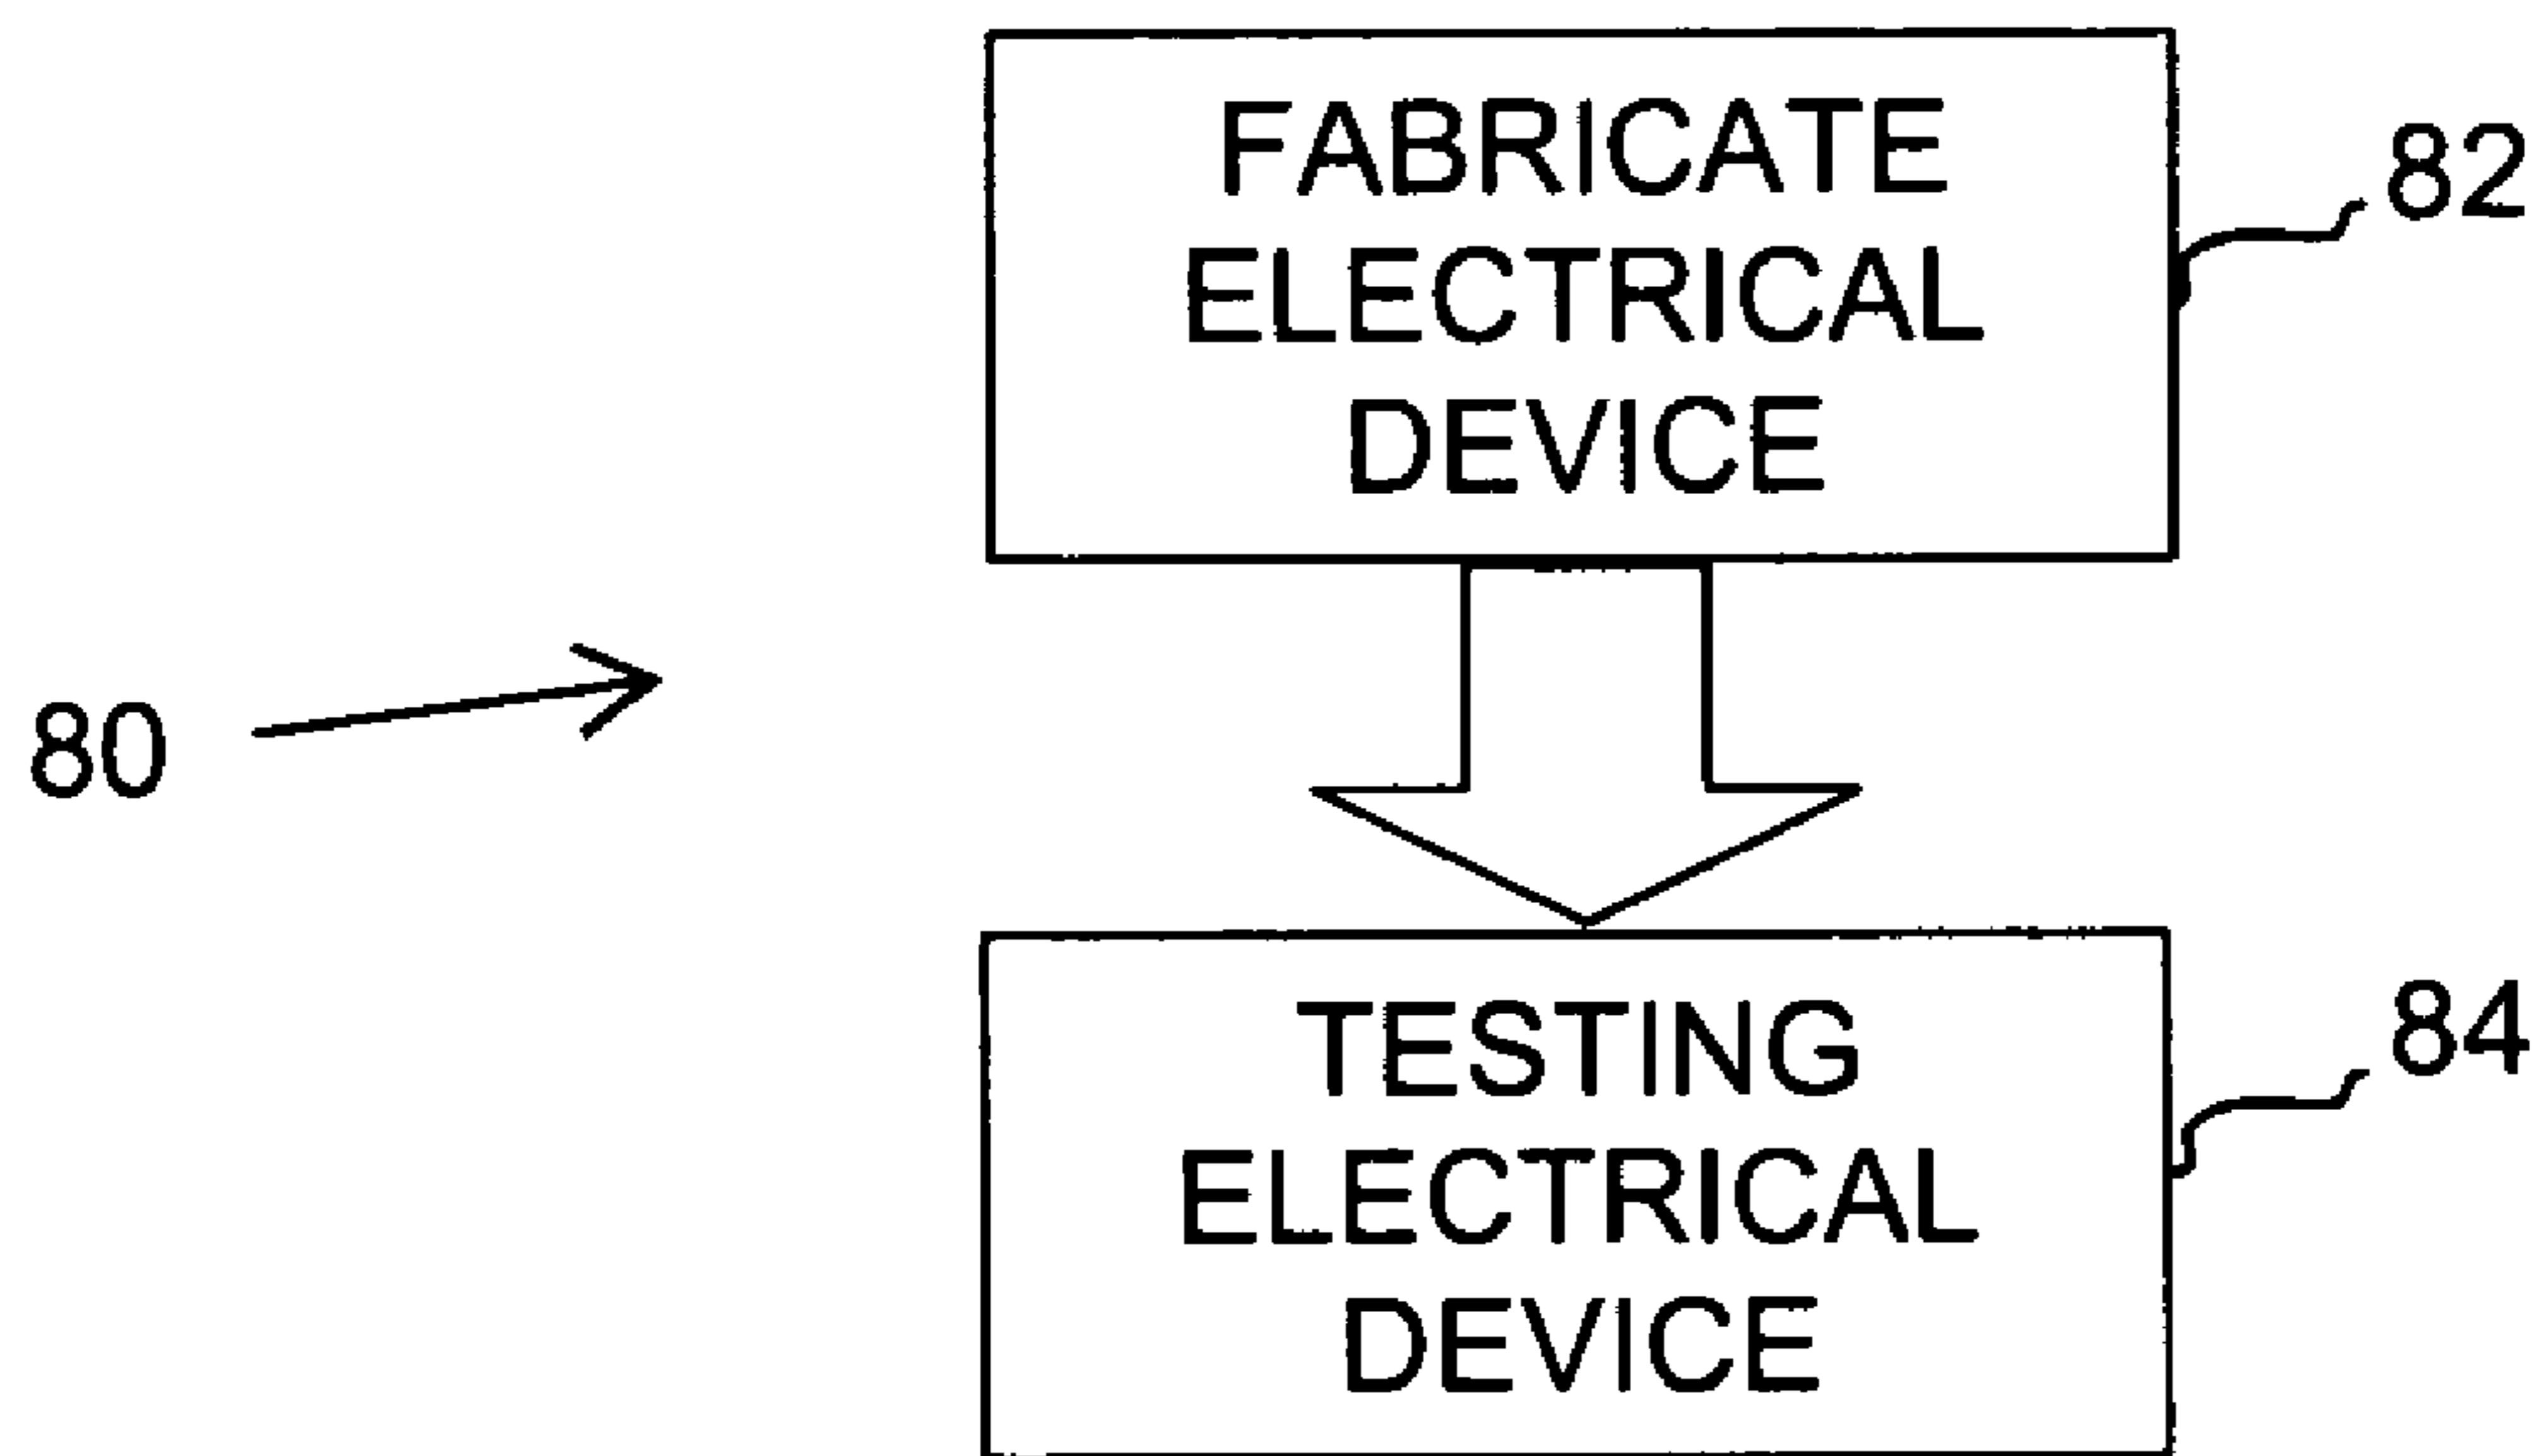 FABRICATE
ELECTRICAL
DEVICE
82
80
TESTING
ELECTRICAL
DEVICE
84